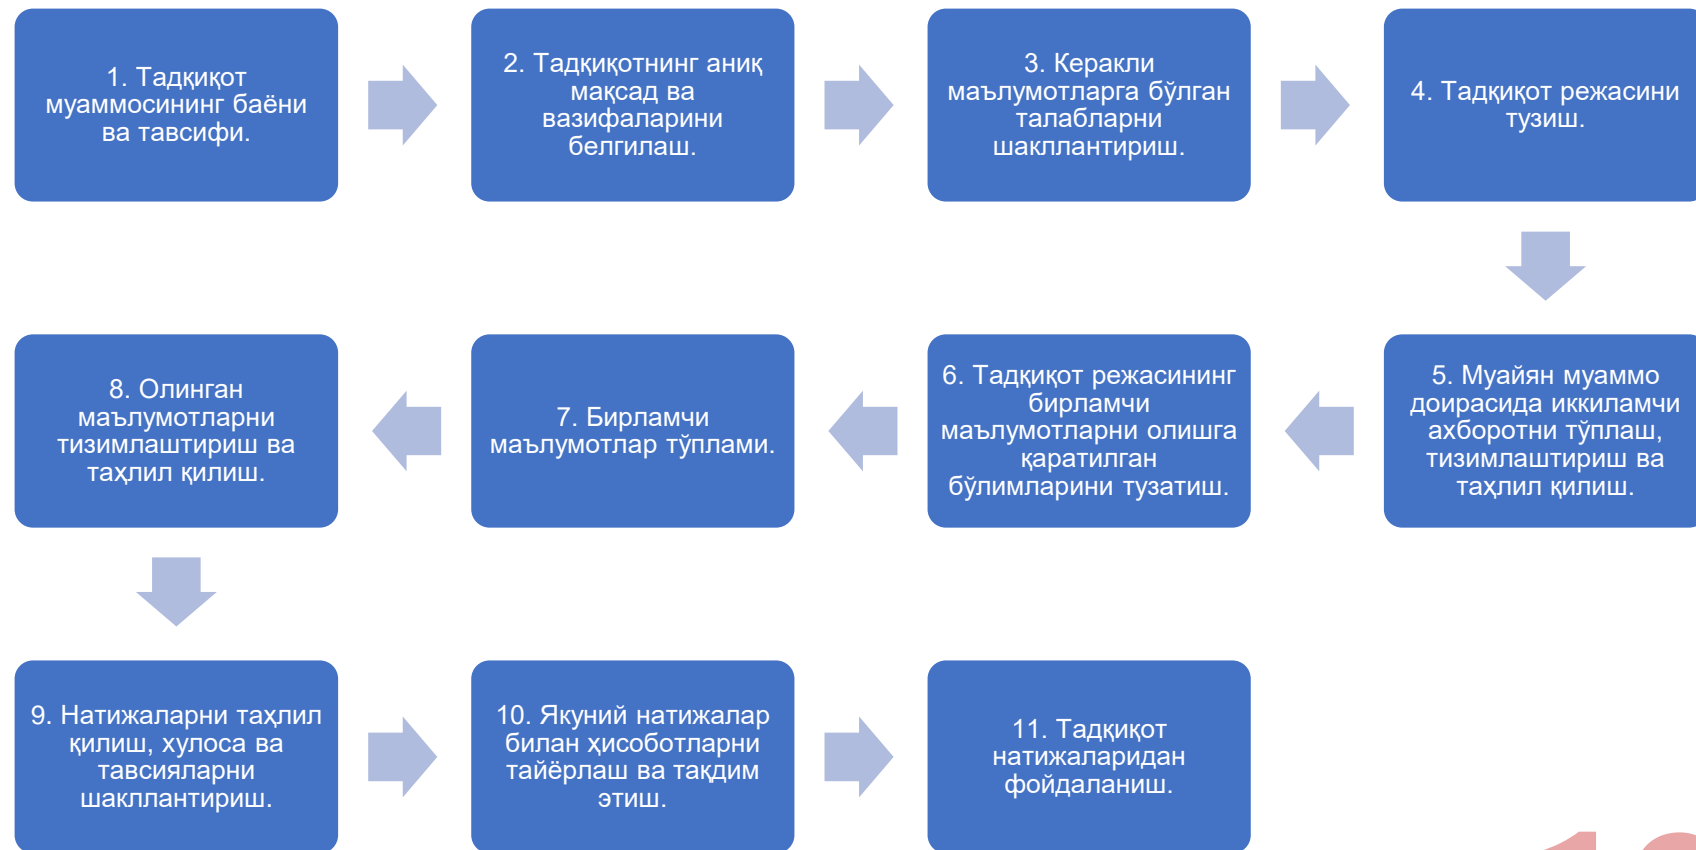 1. Тадқиқот
муаммосининг баёни
ва тавсифи.
2. Тадқиқотнинг аниқ
мақсад ва
вазифаларини
белгилаш.
3. Керакли
маълумотларга бўлган
талабларни
шакллантириш.
4. Тадқиқот режасини
тузиш.
5. Муайян муаммо
доирасида иккиламчи
ахборотни тўплаш,
тизимлаштириш ва
таҳлил қилиш.
6. Тадқиқот режасининг
бирламчи
маълумотларни олишга
қаратилган
бўлимларини тузатиш.
7. Бирламчи
маълумотлар тўплами.
8. Олинган
маълумотларни
тизимлаштириш ва
таҳлил қилиш.
9. Натижаларни таҳлил
қилиш, хулоса ва
тавсияларни
шакллантириш.
10. Якуний натижалар
билан ҳисоботларни
тайёрлаш ва тақдим
этиш.
11. Тадқиқот
натижаларидан
фойдаланиш.